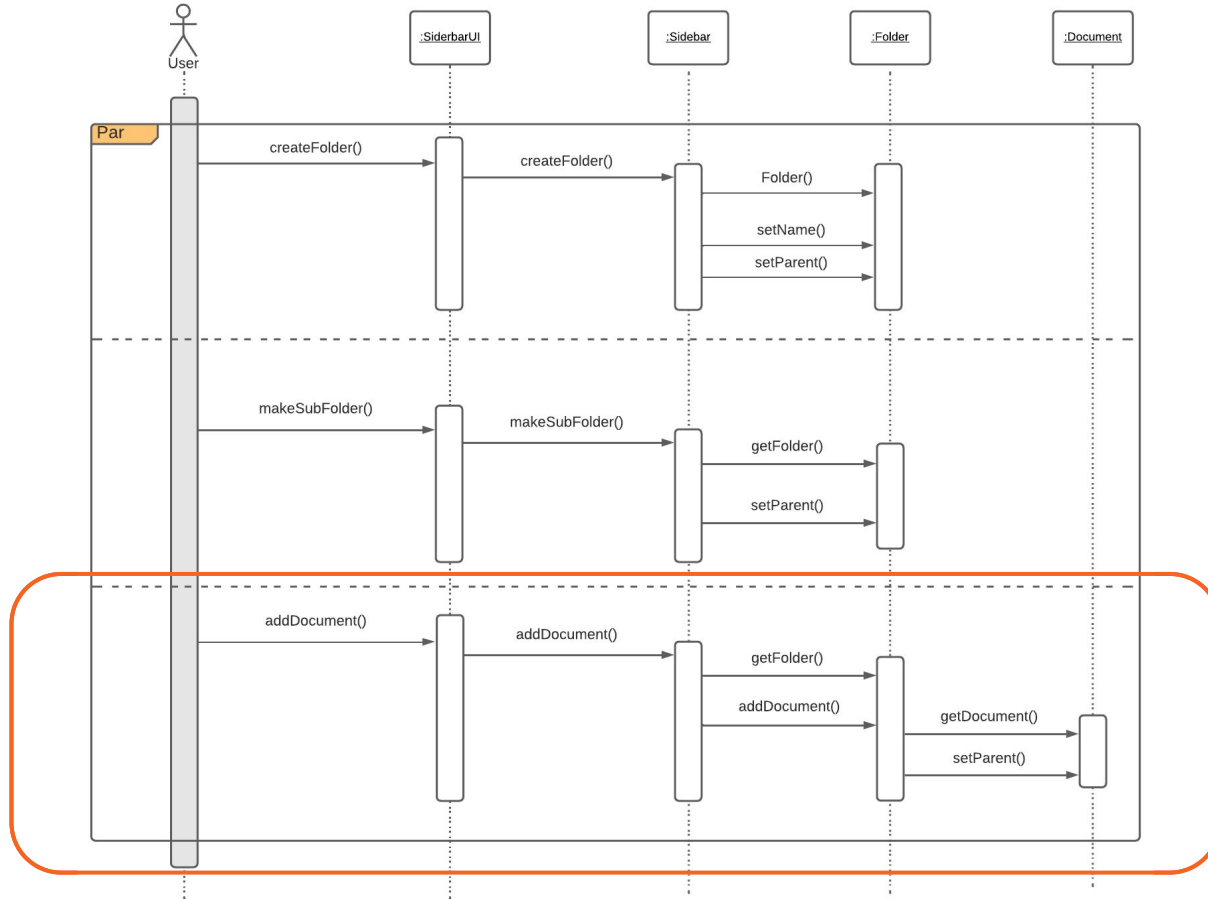 User
:SiderbarUI
:Sidebar
:Folder
:Document
Par
createFolder()
createFolder()
Folder()
setName()
setParent()
makeSubFolder()
makeSubFolder()
getFolder()
setParent()
addDocument()
addDocument()
getFolder()
addDocument()
getDocument()
setParent()